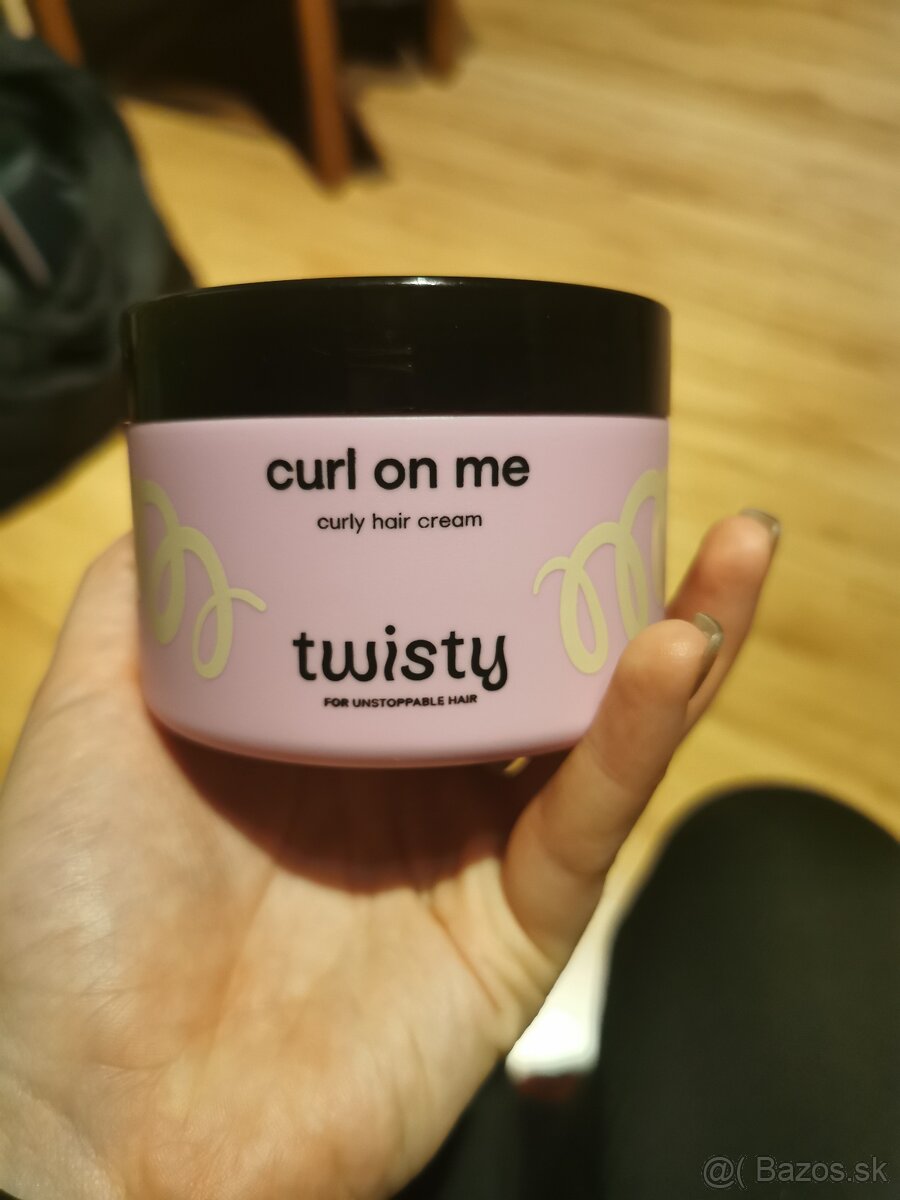 curl on me
curly hair cream
twisty
FOR UNSTOPPABLE HAIR
@( Bazos.sk